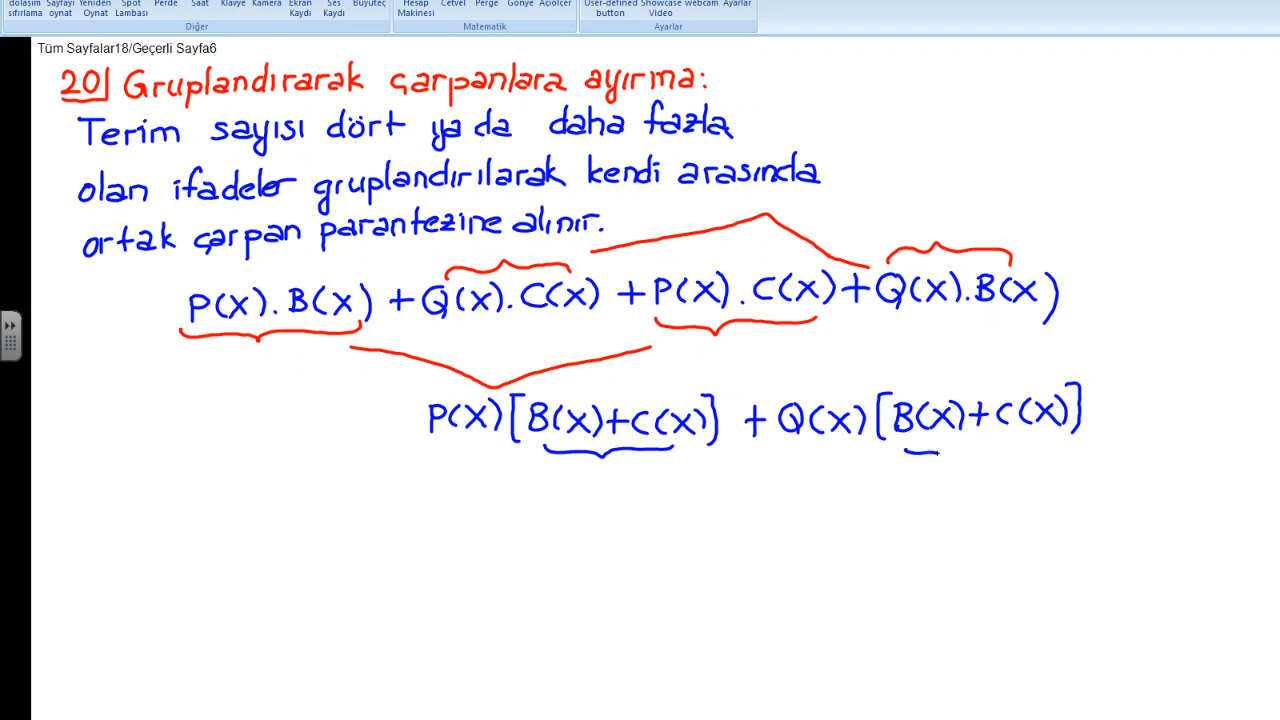 dolaşım Sayfayı Yeniden Spot Perde Saat Klavye Kamera Ekran Ses Büyüteç Hesap Cetvel Perge Gönye Açıölçer User-defined Showcase webcam Ayarlar
sıfırlama oynat Oynat Lambası Kaydı Kaydı Makinesi button Video
Diğer Matematik Ayarlar
Tüm Sayfalar18/Geçerli Sayfa6
20) Gruplandırarak çarpanlara ayırma:
Terim sayısı dört ya da daha fazla
olan ifadeler gruplandırılarak kendi arasında
ortak çarpan parantezine alınır.
P(X).B(X) + Q(X).C(X) + P(X).C(X) + Q(X).B(X)
P(X)[B(X)+C(X)] + Q(X)[B(X)+C(X)]